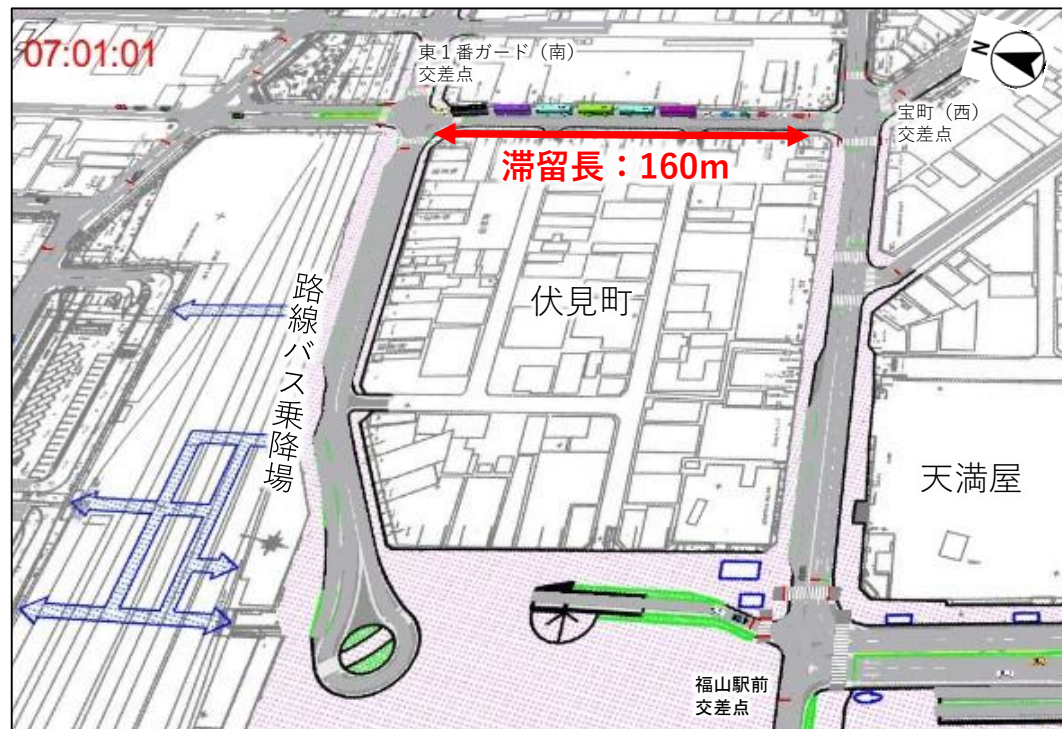 07:01:01
東1番ガード（南）
交差点
N
宝町（西）
交差点
滞留長：160m
路線バス乗降場
伏見町
天満屋
福山駅前
交差点